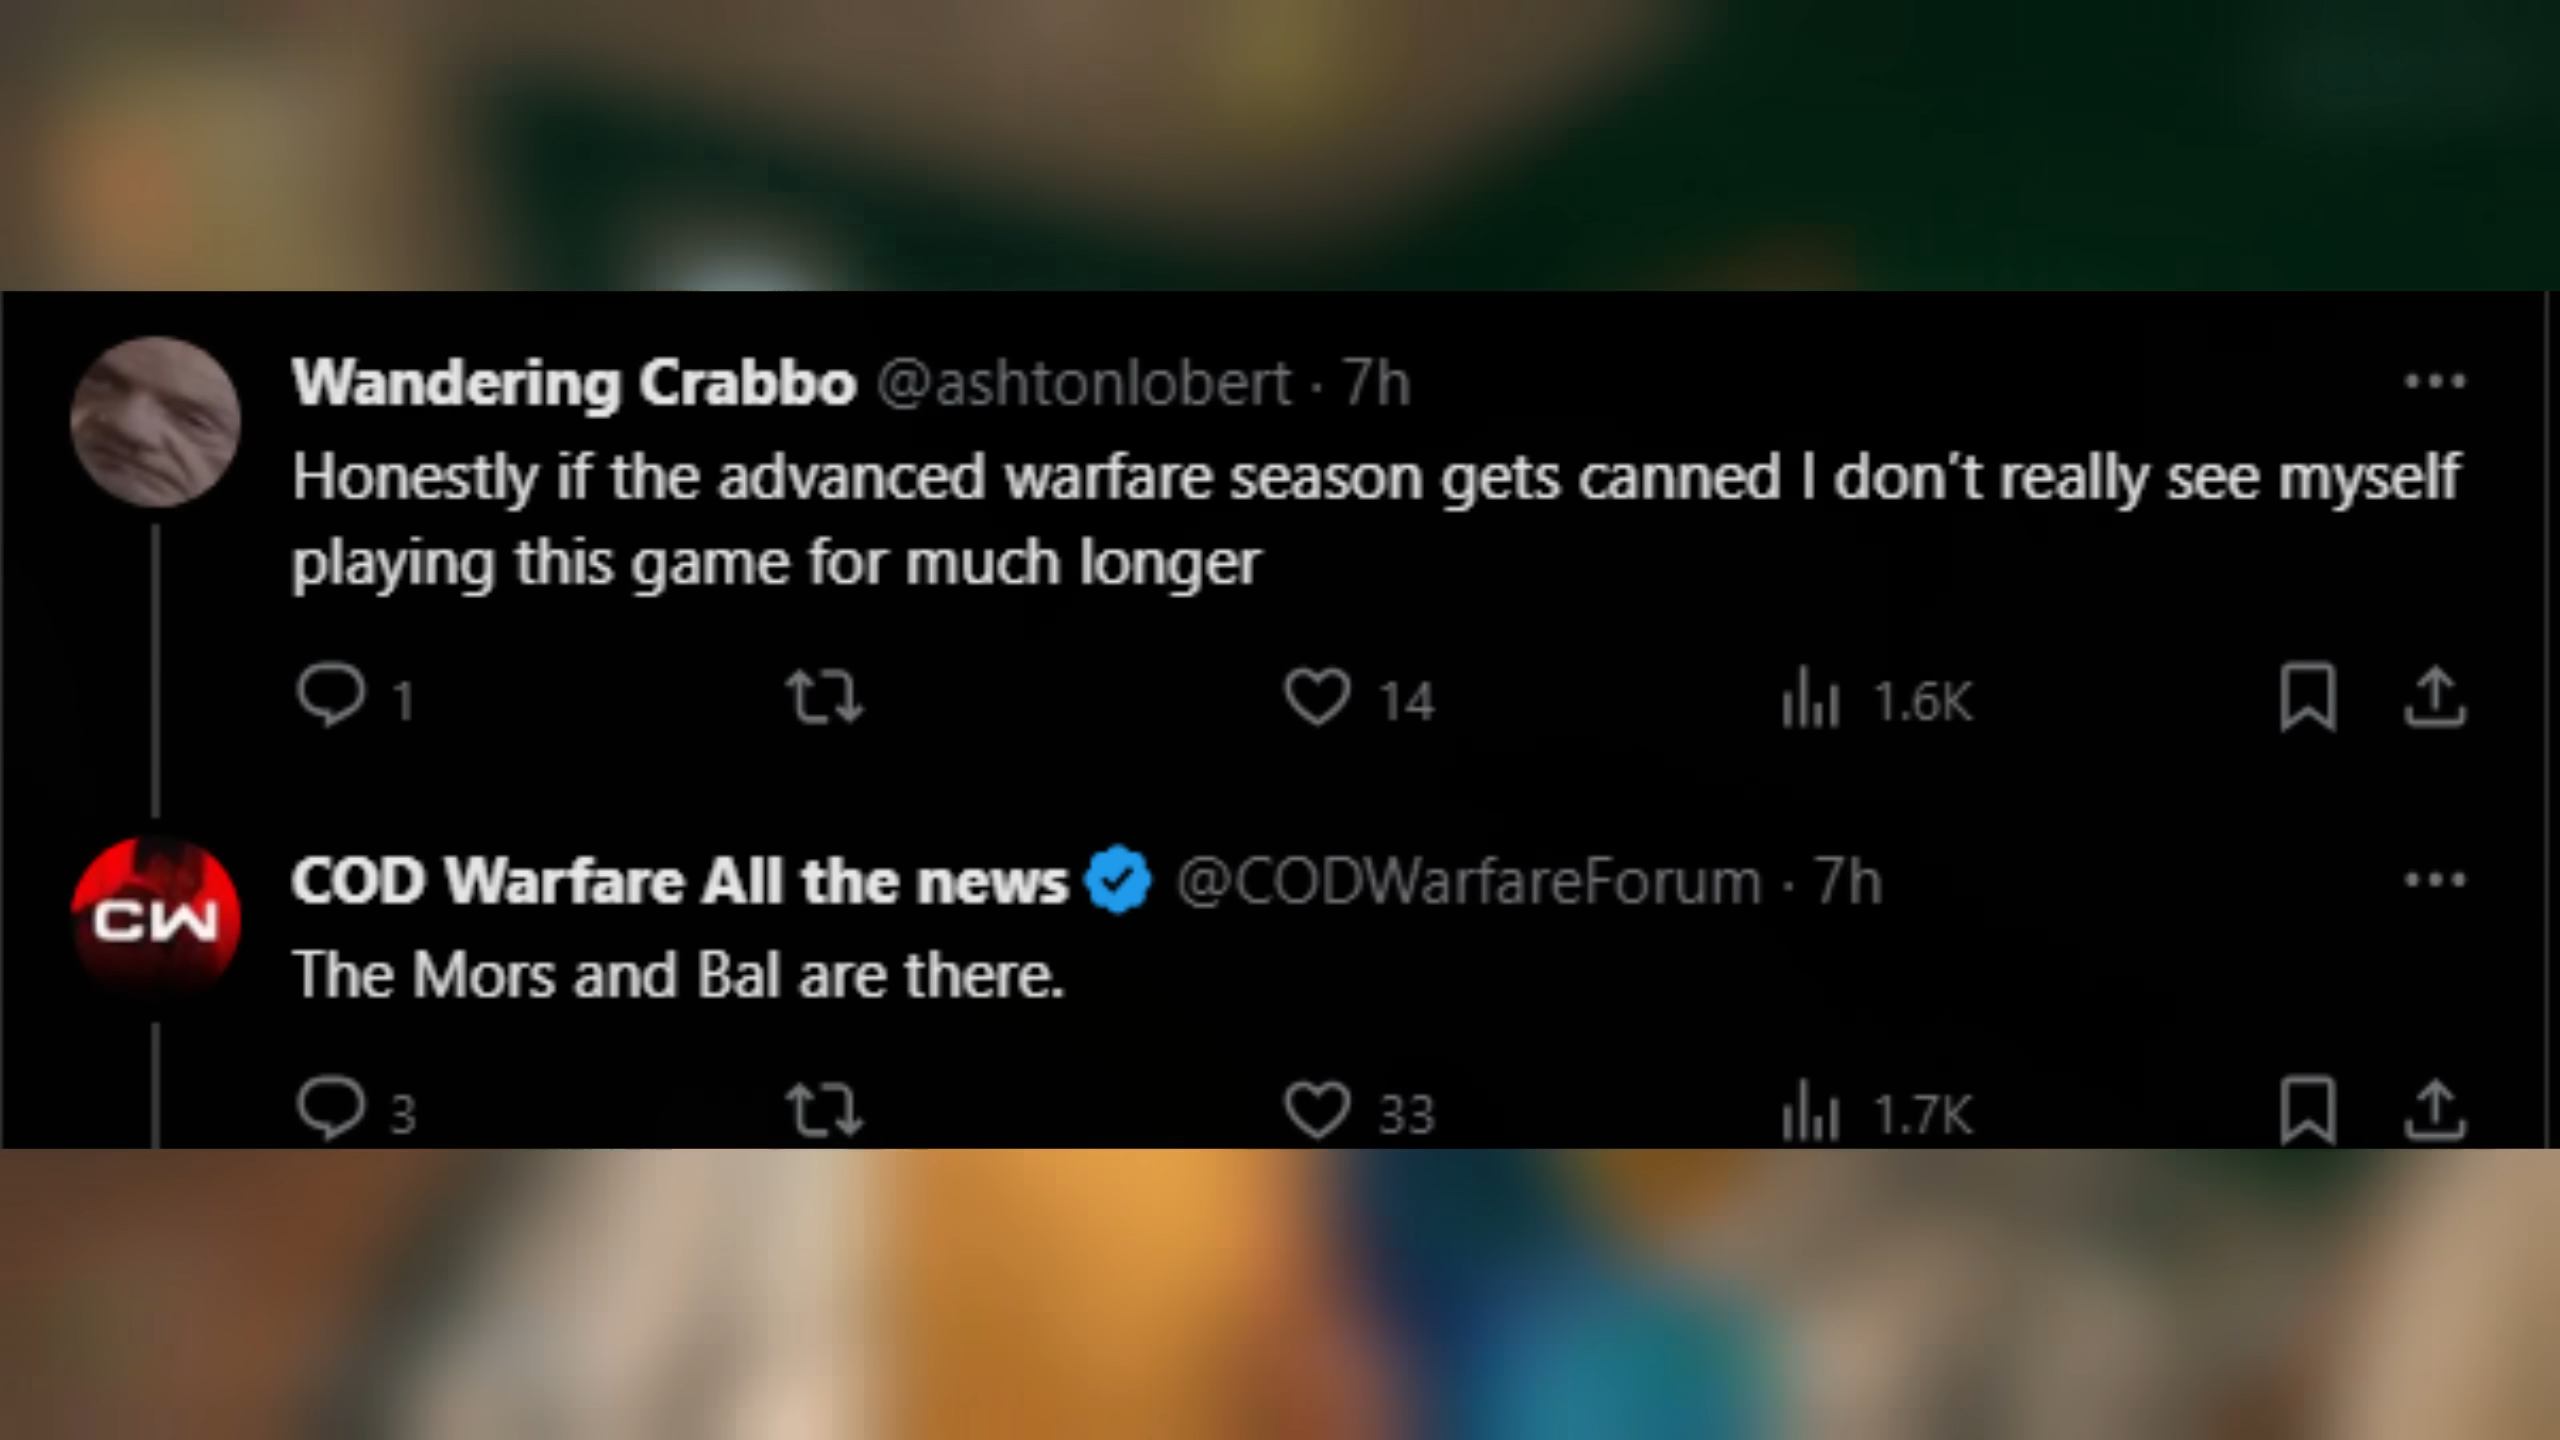 Wandering Crabbo @ashtonlobert · 7h
Honestly if the advanced warfare season gets canned I don't really see myself
playing this game for much longer
1 14 1.6K
CW
COD Warfare All the news @CODWarfareForum · 7h
The Mors and Bal are there.
3 33 1.7K